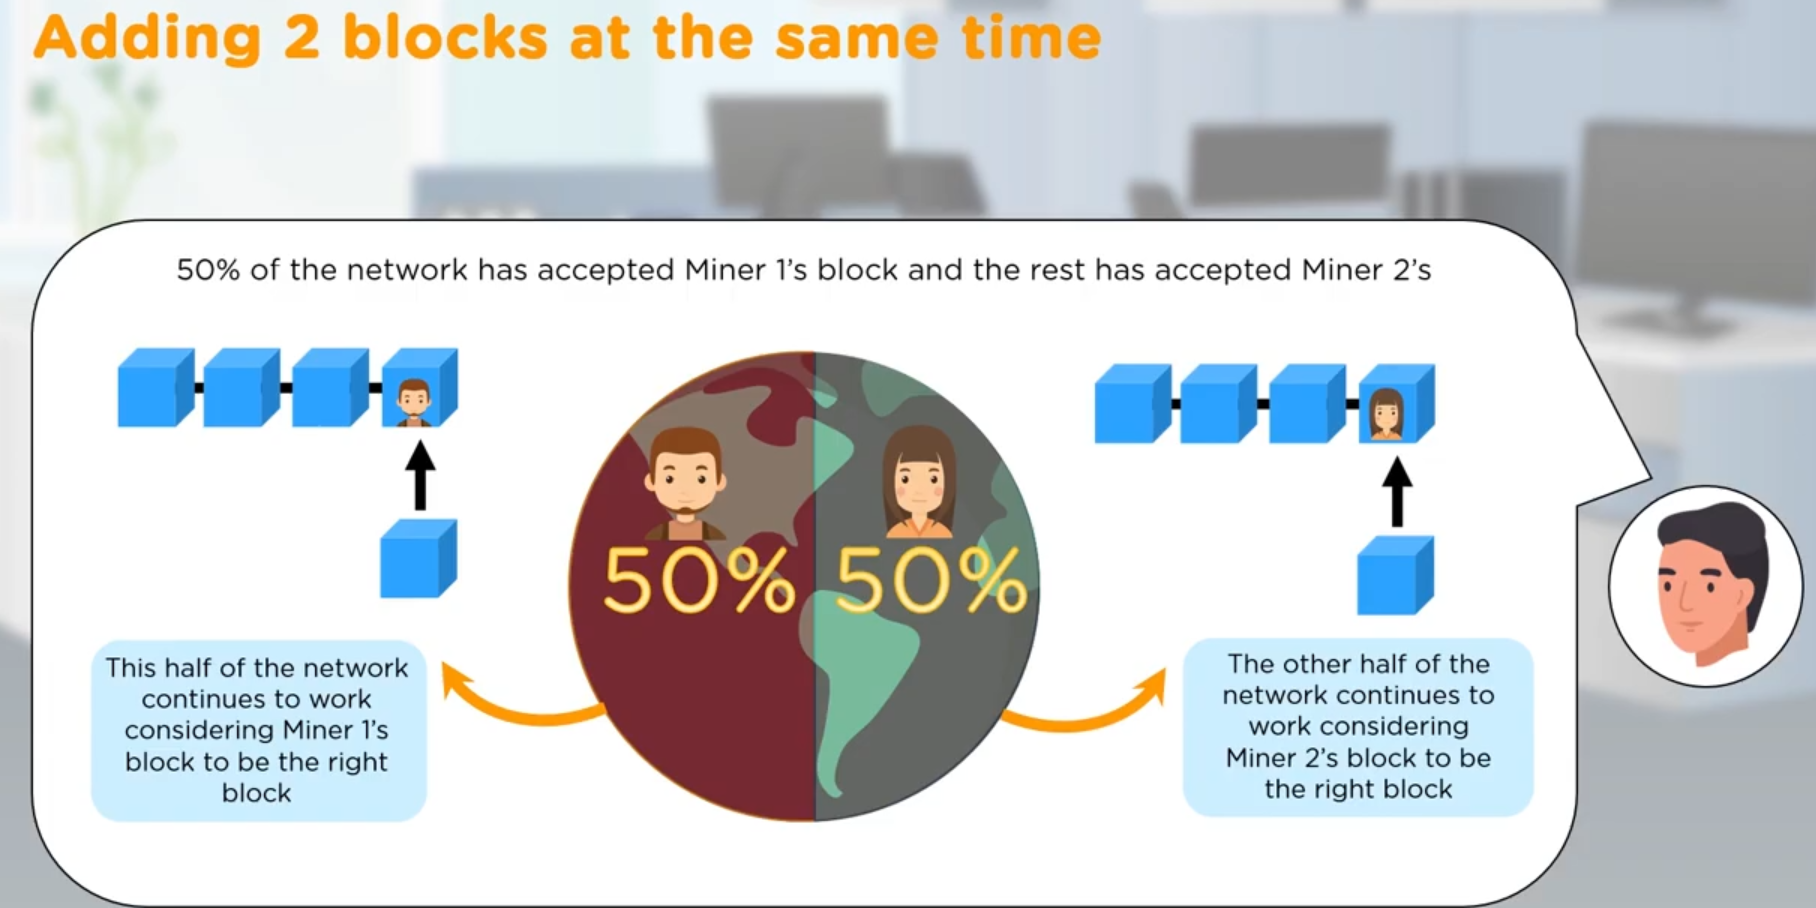 Adding 2 blocks at the same time
50% of the network has accepted Miner 1's block and the rest has accepted Miner 2's
50% 50%
This half of the network
continues to work
considering Miner 1's
block to be the right
block
The other half of the
network continues to
work considering
Miner 2's block to be
the right block